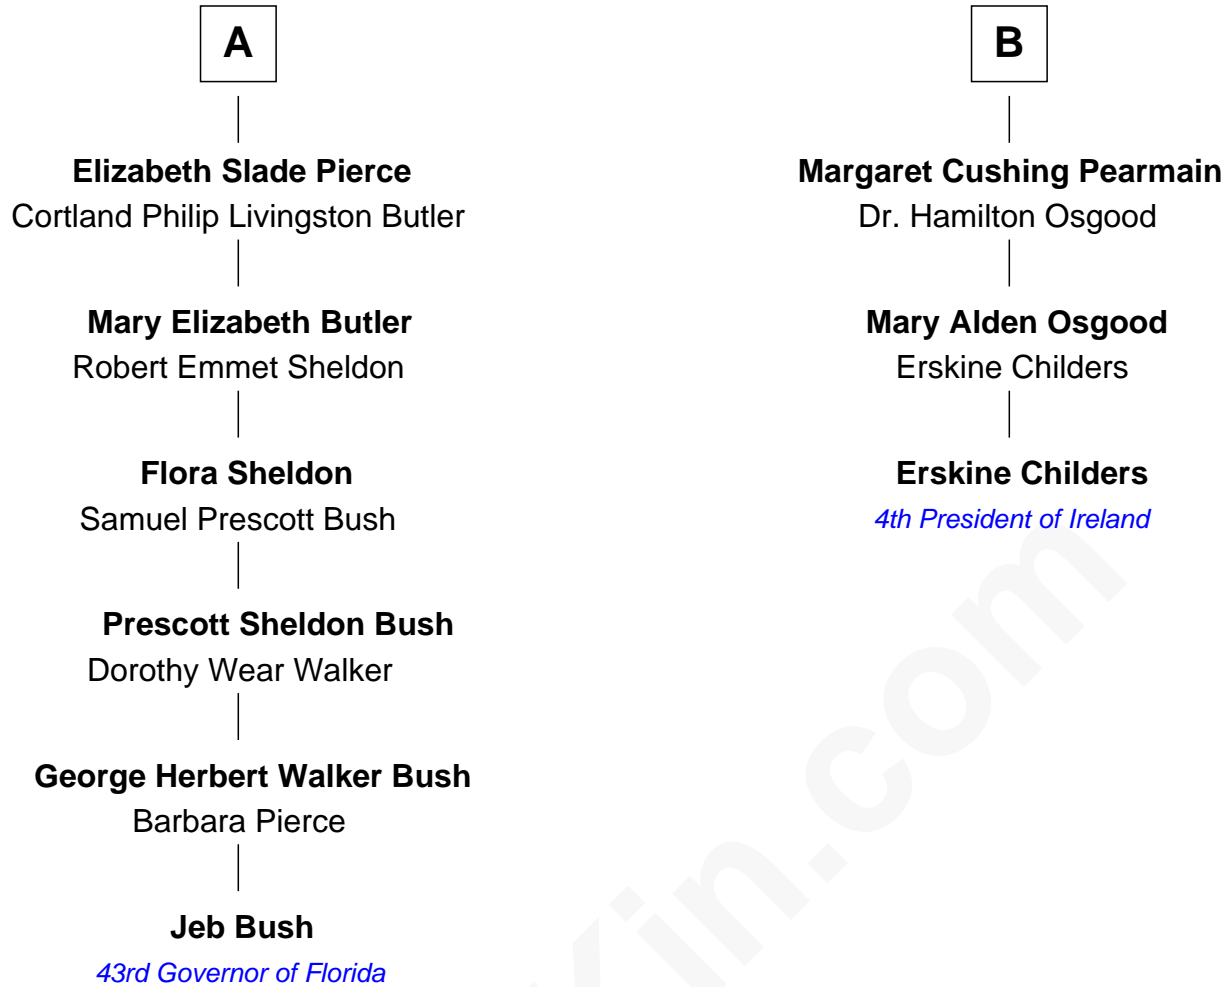 A
Elizabeth Slade Pierce
Cortland Philip Livingston Butler
Mary Elizabeth Butler
Robert Emmet Sheldon
Flora Sheldon
Samuel Prescott Bush
Prescott Sheldon Bush
Dorothy Wear Walker
George Herbert Walker Bush
Barbara Pierce
Jeb Bush
43rd Governor of Florida
B
Margaret Cushing Pearmain
Dr. Hamilton Osgood
Mary Alden Osgood
Erskine Childers
Erskine Childers
4th President of Ireland
Kin.com